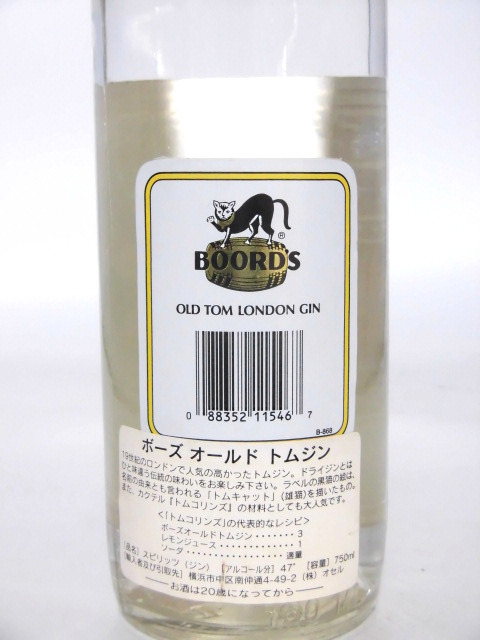 BOORD'S
®
OLD TOM LONDON GIN
0 88352 11546 7
B-868
ボーズ オールド トムジン
19世紀のロンドンで人気の高かったトムジン。ドライジンとは
ひと味違う伝統の味わいをお楽しみ下さい。ラベルの黒猫の絵は、
名前の由来とも言われる「トムキャット」(雄猫)を描いたもの。
また、カクテル『トムコリンズ』の材料としても大人気です。
<「トムコリンズ」の代表的なレシピ>
ボーズオールドトムジン・・・・・・・3
レモンジュース・・・・・・・・・・・・1
ソーダ・・・・・・・・・・・・・・適量
[品名] スピリッツ (ジン) [アルコール分] 47° [容量] 750ml
(輸入者及び引取先) 横浜市中区南仲通4-49-2 (株) オセル
お酒は20歳になってから